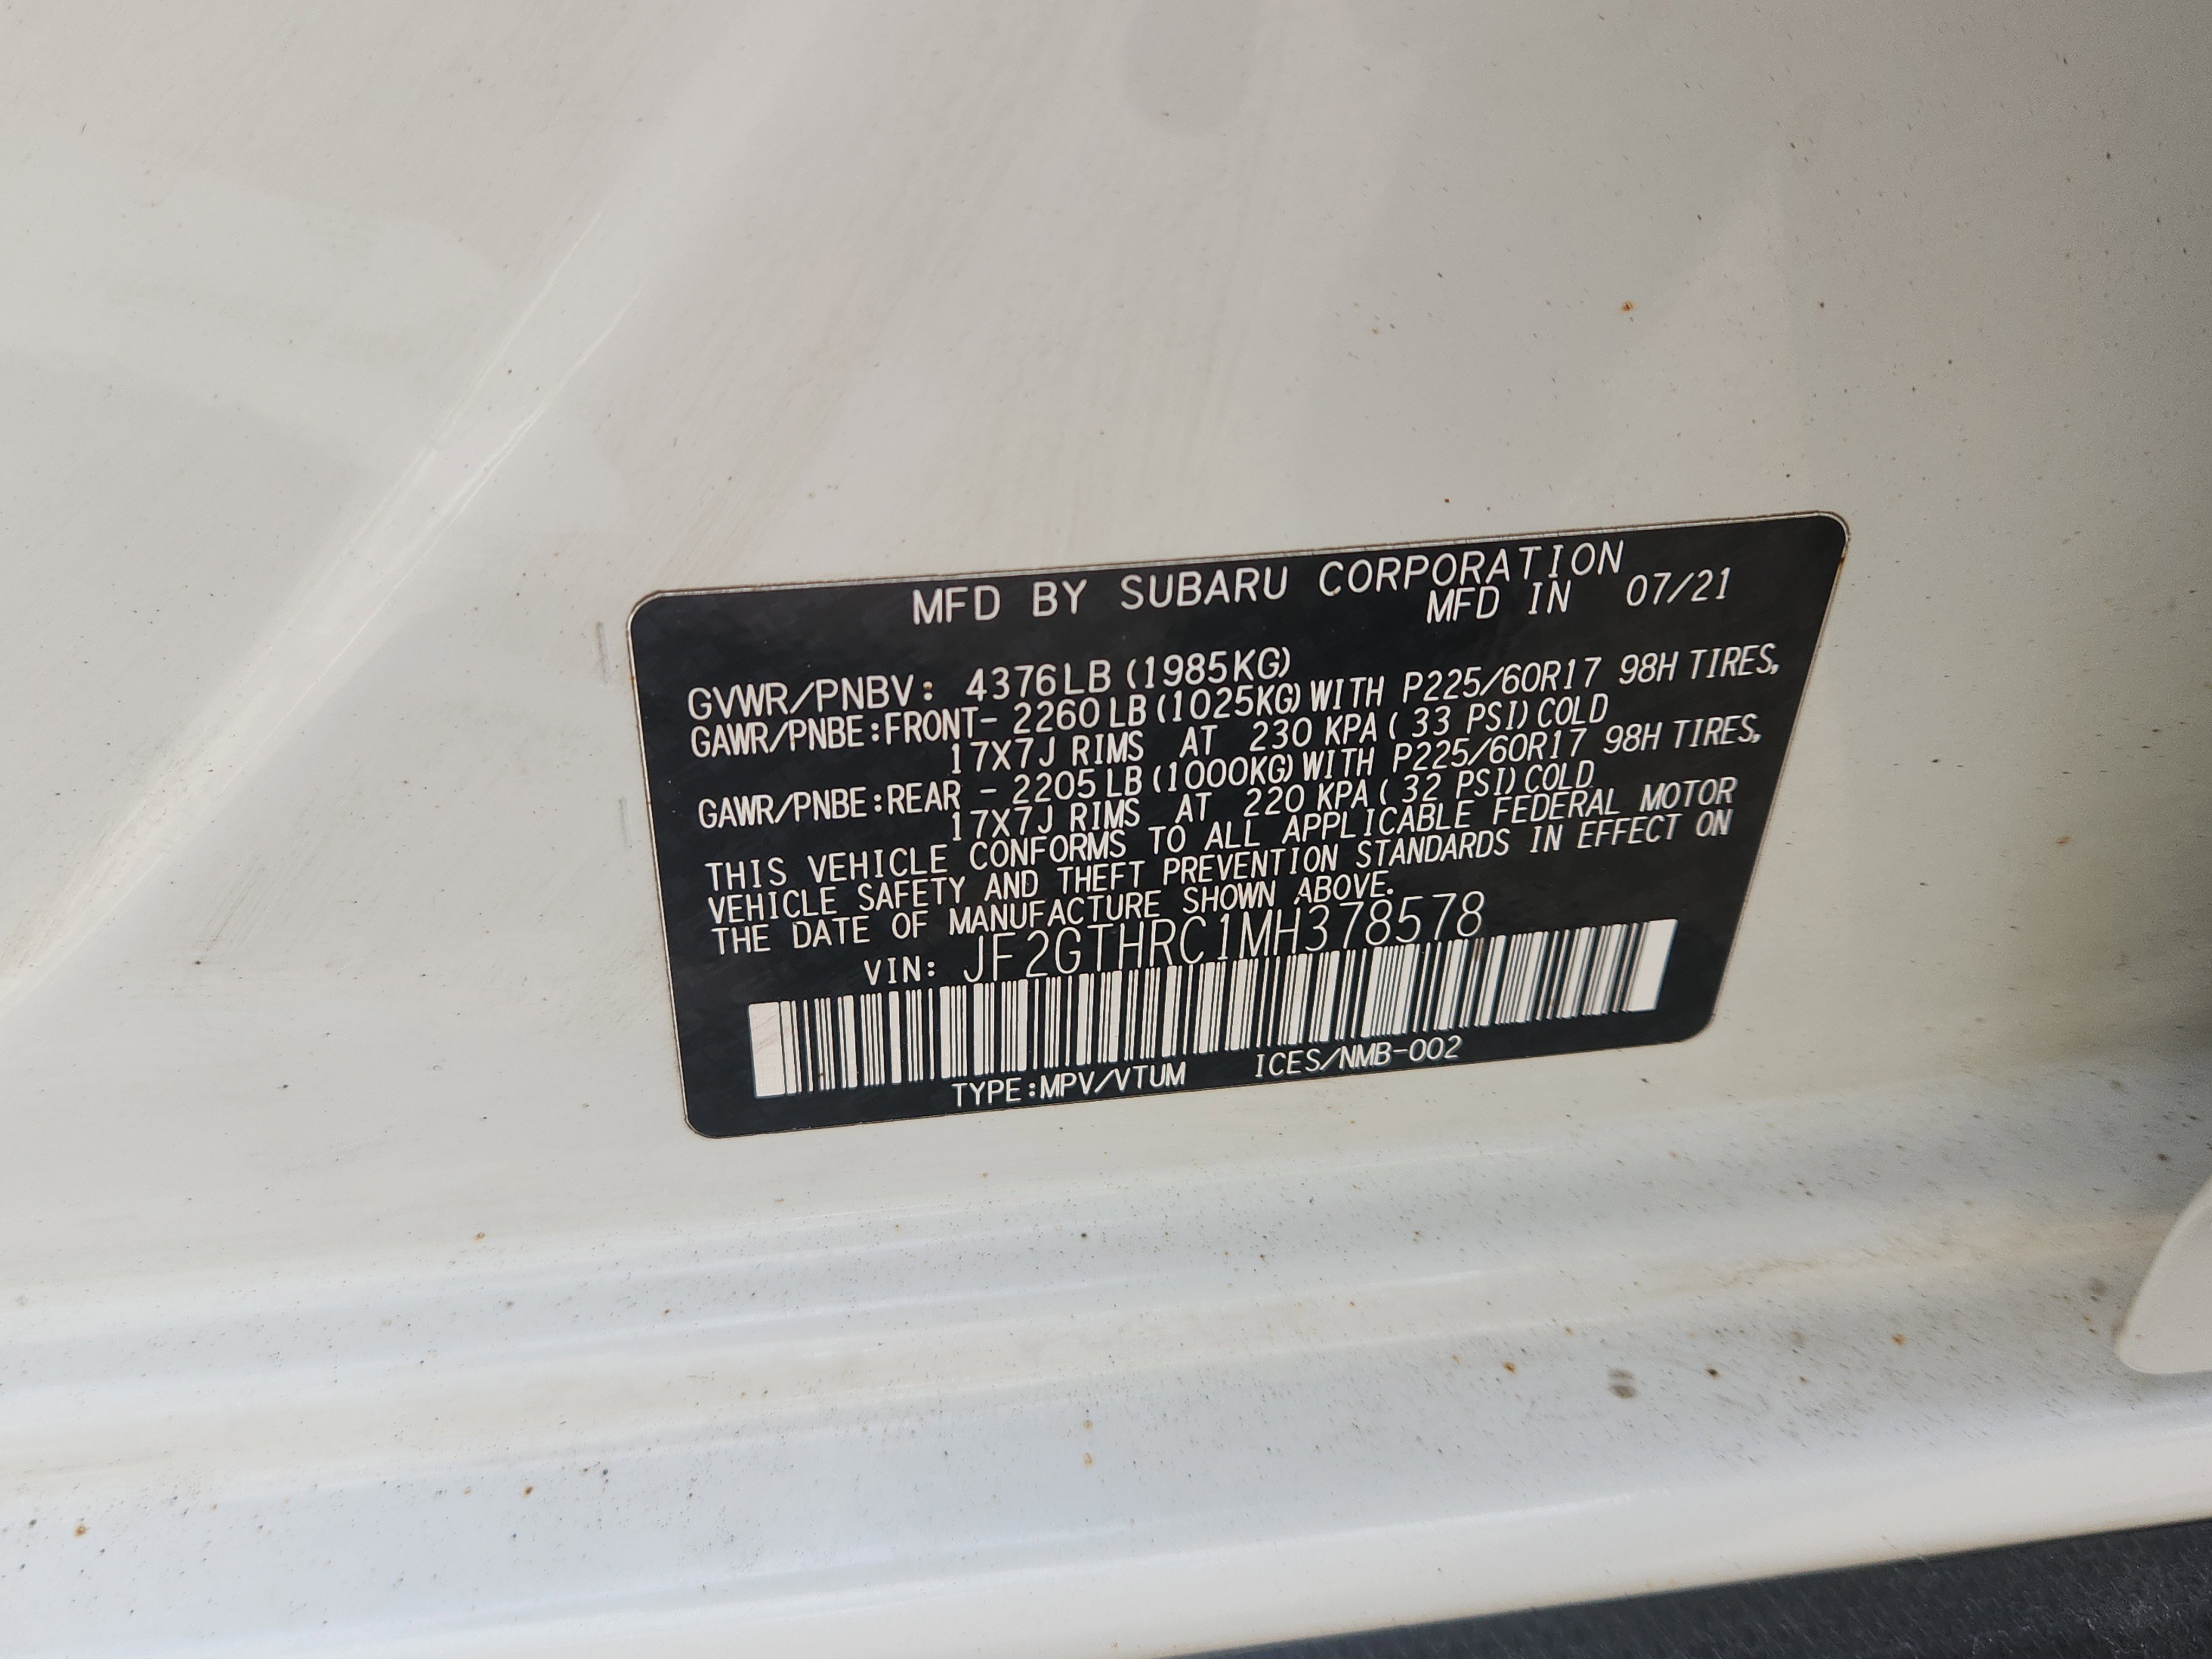 MFD BY SUBARU CORPORATION
MFD IN 07/21
GVWR/PNBV: 4376LB (1985KG)
GAWR/PNBE:FRONT- 2260 LB (1025KG) WITH P225/60R17 98H TIRES,
17X7J RIMS AT 230 KPA ( 33 PSI) COLD
GAWR/PNBE:REAR - 2205 LB (1000KG) WITH P225/60R17 98H TIRES,
17X7J RIMS AT 220 KPA ( 32 PSI) COLD
THIS VEHICLE CONFORMS TO ALL APPLICABLE FEDERAL MOTOR
VEHICLE SAFETY AND THEFT PREVENTION STANDARDS IN EFFECT ON
THE DATE OF MANUFACTURE SHOWN ABOVE.
VIN: JF2GTHRC1MH378578
TYPE:MPV/VTUM ICES/NMB-002